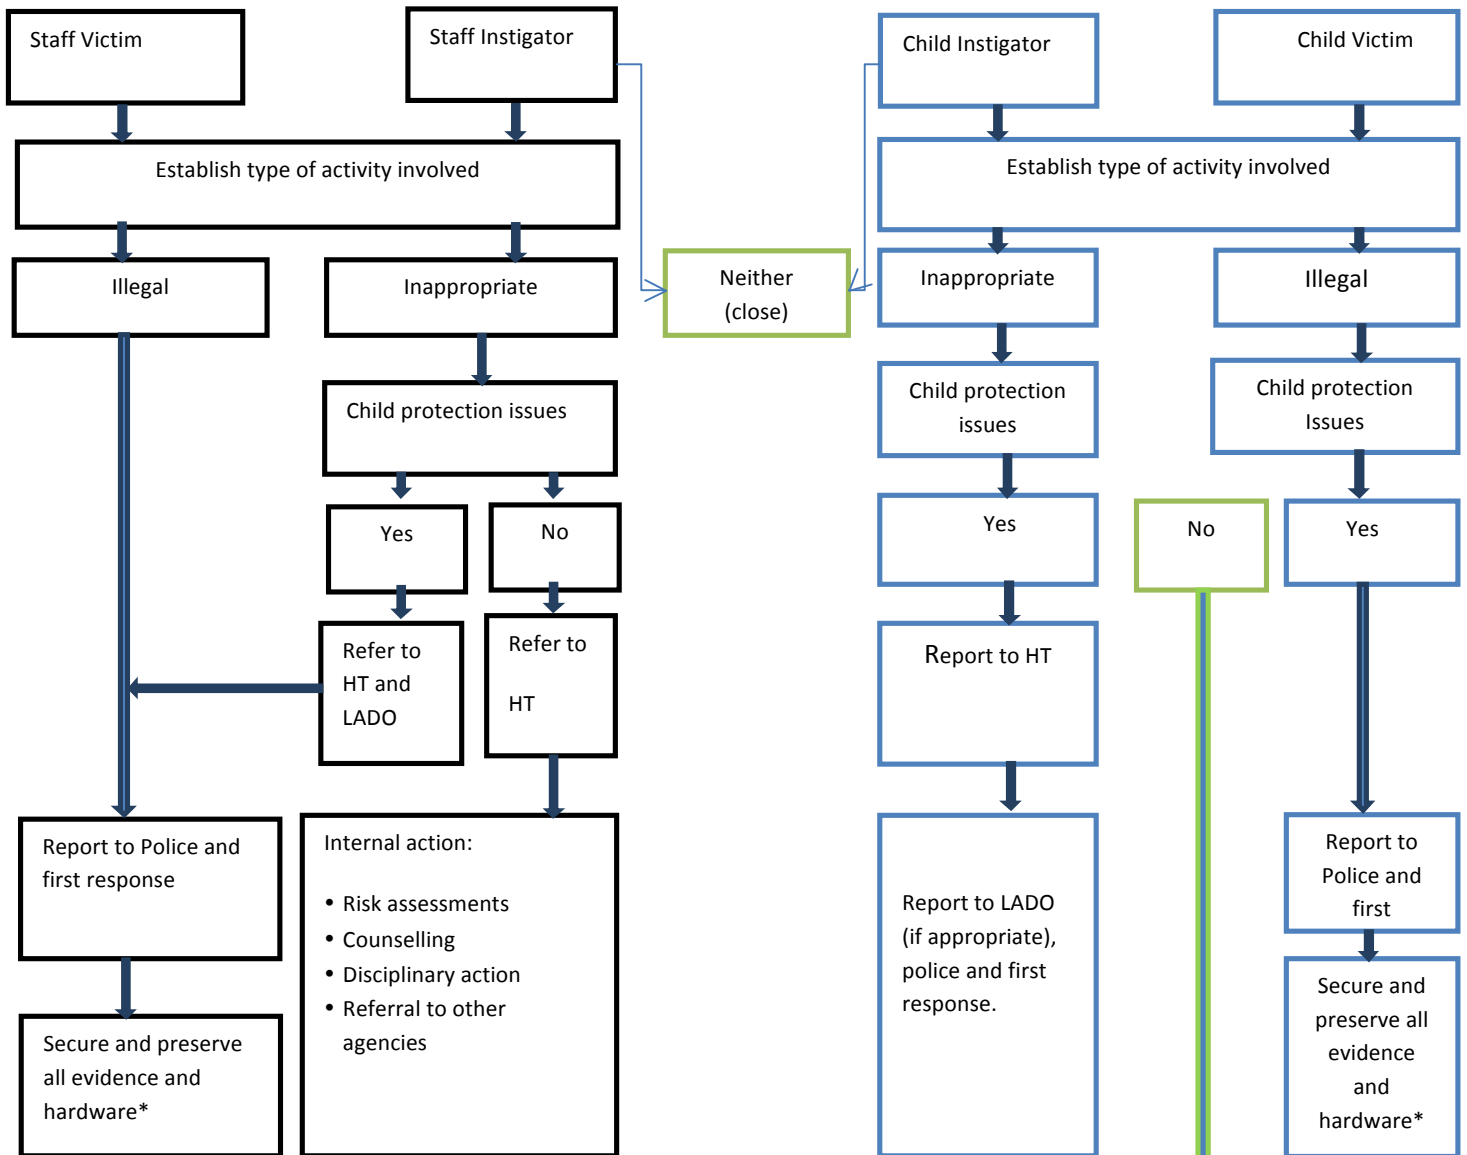 Staff Victim
Staff Instigator
Child Instigator
Child Victim
Establish type of activity involved
Establish type of activity involved
Illegal
Inappropriate
Neither
(close)
Inappropriate
Illegal
Child protection issues
Child protection
issues
Child protection
Issues
Yes
No
Yes
No
Yes
Refer to
HT and
LADO
Refer to
HT
Report to HT
Report to Police and
first response
Internal action:
• Risk assessments
• Counselling
• Disciplinary action
• Referral to other
agencies
Report to LADO
(if appropriate),
police and first
response.
Report to
Police and
first
Secure and preserve
all evidence and
hardware*
Secure and
preserve all
evidence
and
hardware*